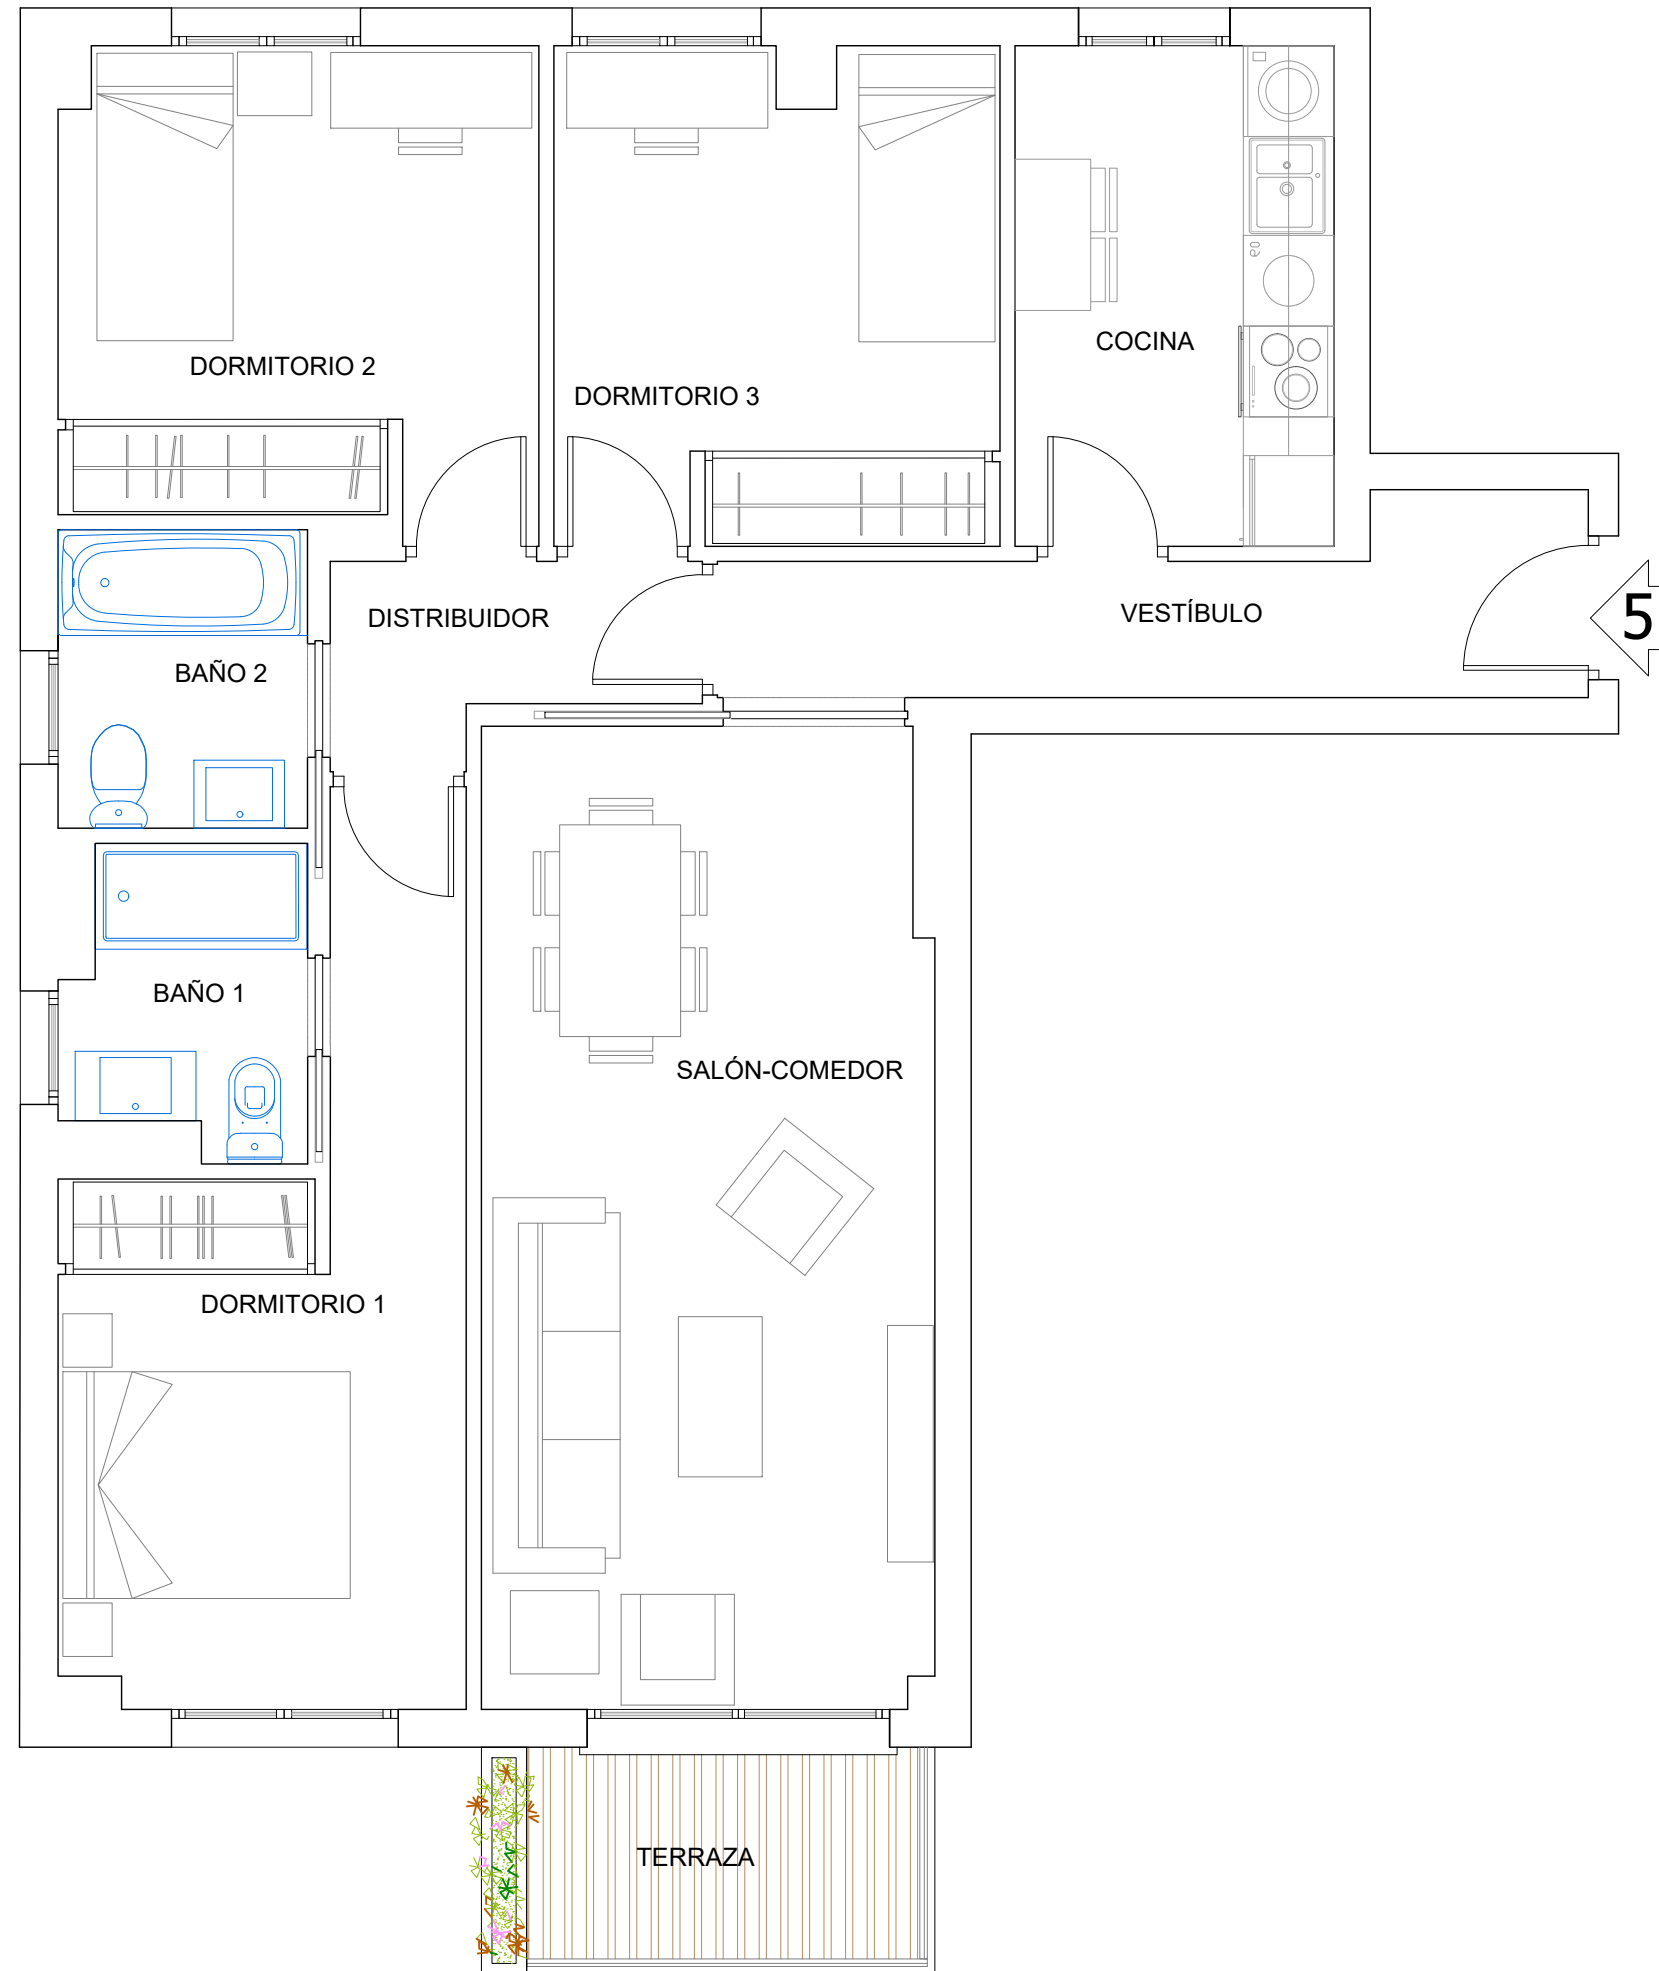 DORMITORIO 2
DORMITORIO 3
COCINA
DISTRIBUIDOR
VESTÍBULO
5
BAÑO 2
BAÑO 1
SALÓN-COMEDOR
DORMITORIO 1
TERRAZA